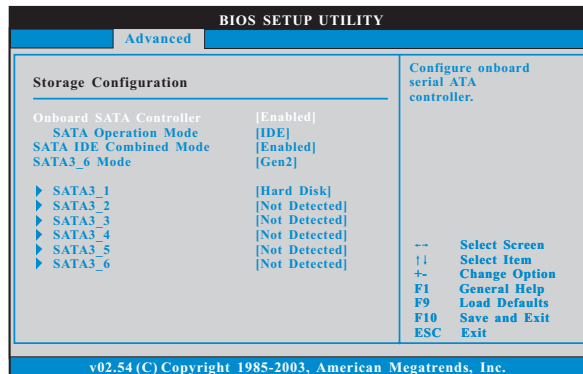 BIOS SETUP UTILITY
Advanced
Storage Configuration
Onboard SATA Controller [Enabled]
SATA Operation Mode [IDE]
SATA IDE Combined Mode [Enabled]
SATA3_6 Mode [Gen2]
SATA3_1 [Hard Disk]
SATA3_2 [Not Detected]
SATA3_3 [Not Detected]
SATA3_4 [Not Detected]
SATA3_5 [Not Detected]
SATA3_6 [Not Detected]
Configure onboard
serial ATA
controller.
←→ Select Screen
↑↓ Select Item
+- Change Option
F1 General Help
F9 Load Defaults
F10 Save and Exit
ESC Exit
v02.54 (C) Copyright 1985-2003, American Megatrends, Inc.